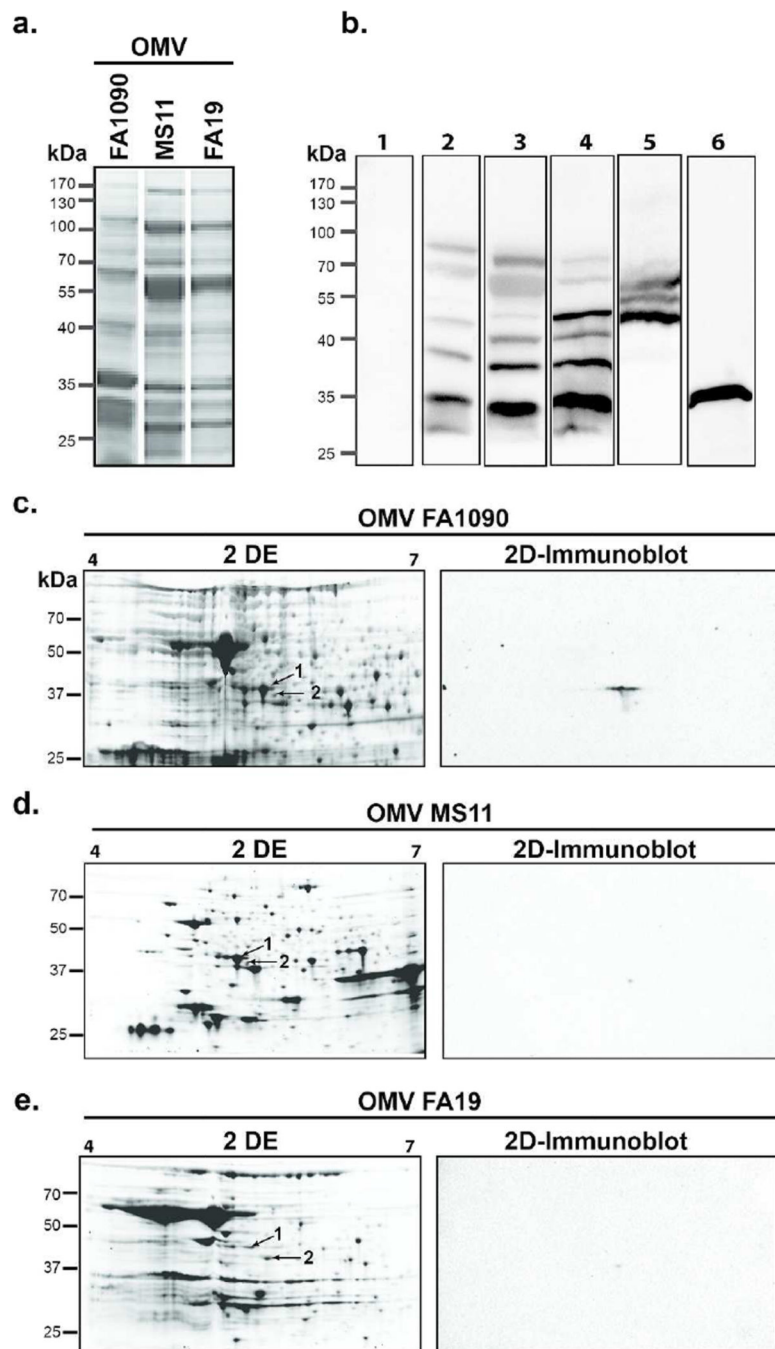 a.
OMV
FA1090 MS11 FA19
kDa
170
130
100
70
55
40
35
25
b.
1 2 3 4 5 6
kDa
170
130
100
70
55
40
35
25
c.
OMV FA1090
4 2 DE 7 2D-Immunoblot
kDa
70
50
37
25
1
2
d.
OMV MS11
4 2 DE 7 2D-Immunoblot
70
50
37
25
1
2
e.
OMV FA19
4 2 DE 7 2D-Immunoblot
70
50
37
25
1
2